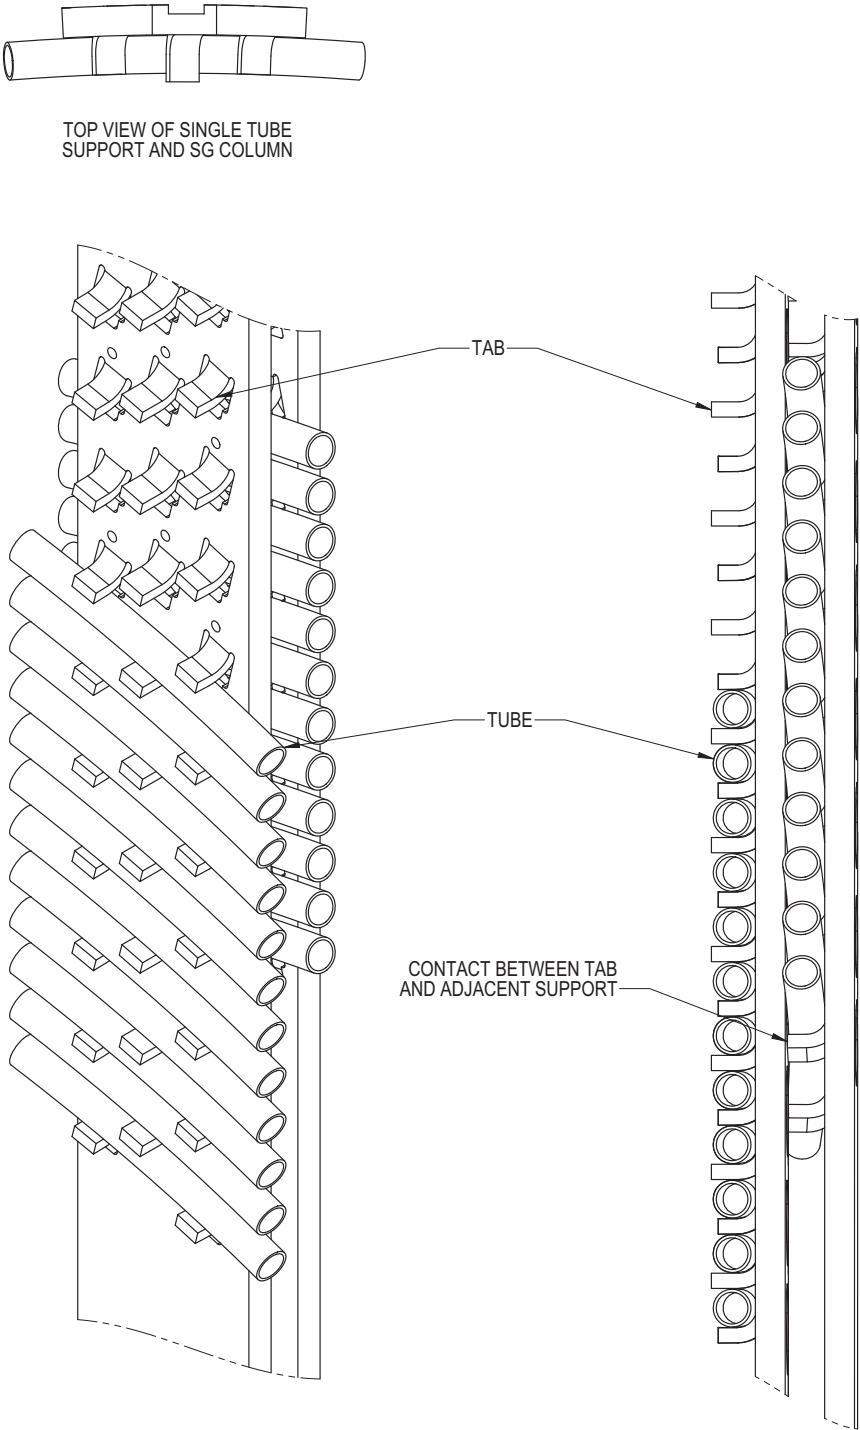 TOP VIEW OF SINGLE TUBE
SUPPORT AND SG COLUMN
TAB
TUBE
CONTACT BETWEEN TAB
AND ADJACENT SUPPORT